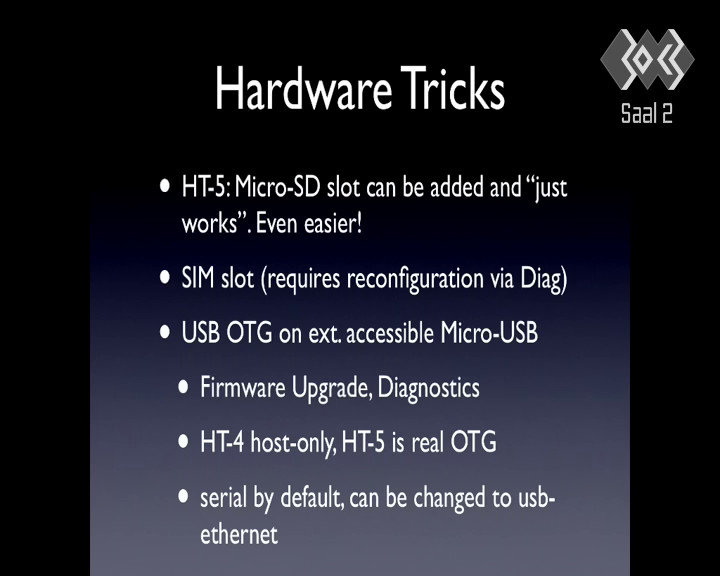 Hardware Tricks
Saal 2
• HT-5: Micro-SD slot can be added and “just
works”. Even easier!
• SIM slot (requires reconfiguration via Diag)
• USB OTG on ext. accessible Micro-USB
• Firmware Upgrade, Diagnostics
• HT-4 host-only, HT-5 is real OTG
• serial by default, can be changed to usb-
ethernet